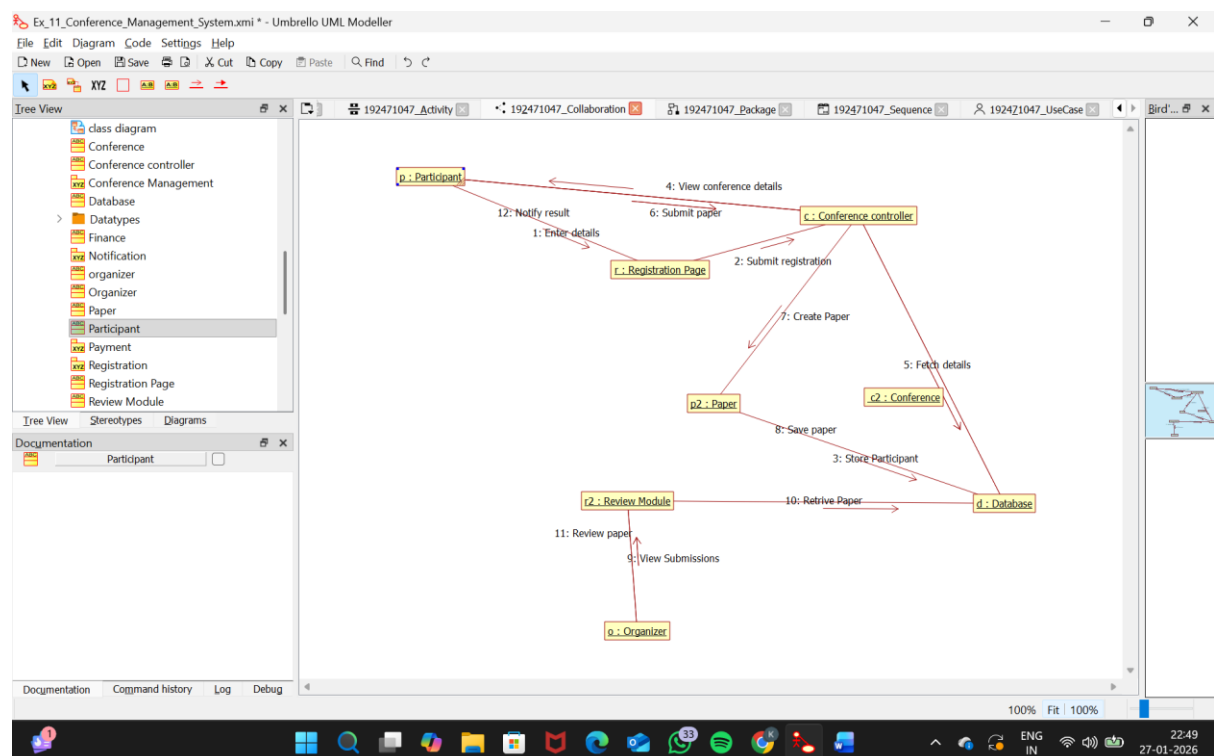 Ex_11_Conference_Management_System.xmi * - Umbrello UML Modeller
File Edit Diagram Code Settings Help
New Open Save Cut Copy Paste Find
XYZ A.B A.B
Tree View
192471047_Activity 192471047_Collaboration 192471047_Package 192471047_Sequence 192471047_UseCase
Bird'...
class diagram
Conference
Conference controller
Conference Management
Database
Datatypes
Finance
Notification
organizer
Organizer
Paper
Participant
Payment
Registration
Registration Page
Review Module
Tree View Stereotypes Diagrams
Documentation
Participant
Documentation Command history Log Debug
p : Participant
4: View conference details
12: Notify result
6: Submit paper
c : Conference controller
1: Enter details
r : Registration Page
2: Submit registration
7: Create Paper
5: Fetch details
p2 : Paper
c2 : Conference
8: Save paper
3: Store Participant
r2 : Review Module
10: Retrive Paper
d : Database
11: Review paper
9: View Submissions
o : Organizer
100% Fit 100%
1
33
K
ENG
IN
22:49
27-01-2026